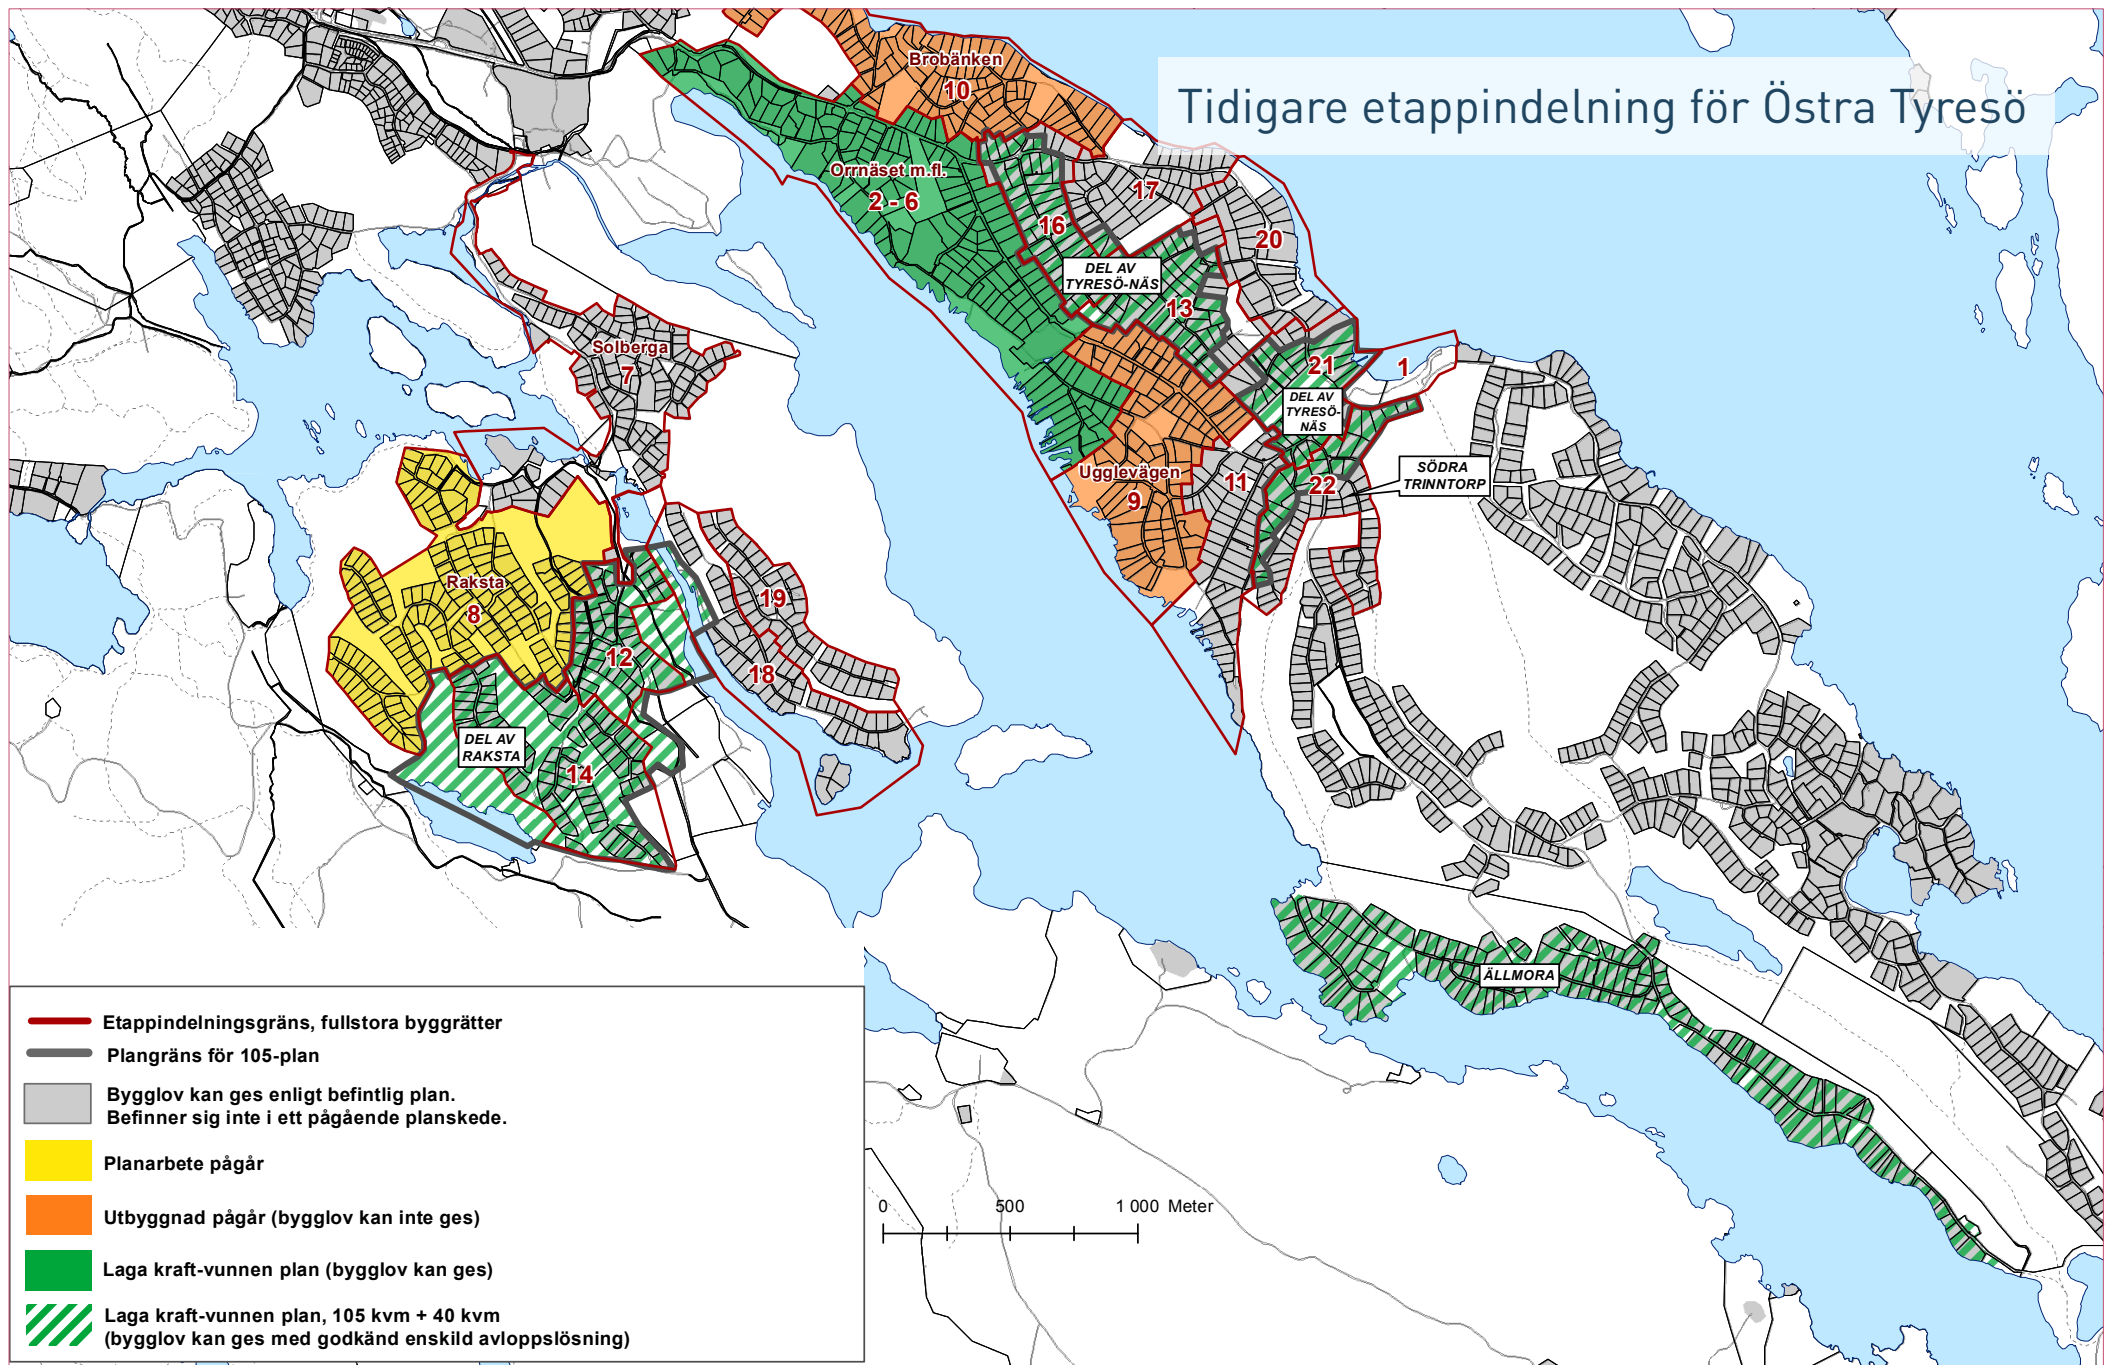 Tidigare etappindelning för Östra Tyresö
Brobänken
10
Orrnäset m.fl.
2 - 6
17
16
20
DEL AV
TYRESÖ-NÄS
13
Solberga
7
21
1
DEL AV
TYRESÖ-
NÄS
SÖDRA
TRINNTORP
Ugglevägen
9
11
22
Raksta
8
19
12
18
DEL AV
RAKSTA
14
ÄLLMORA
Etappindelningsgräns, fullstora byggrätter
Plangräns för 105-plan
Bygglov kan ges enligt befintlig plan.
Befinner sig inte i ett pågående planskede.
Planarbete pågår
Utbyggnad pågår (bygglov kan inte ges)
Laga kraft-vunnen plan (bygglov kan ges)
Laga kraft-vunnen plan, 105 kvm + 40 kvm
(bygglov kan ges med godkänd enskild avloppslösning)
0 500 1 000 Meter